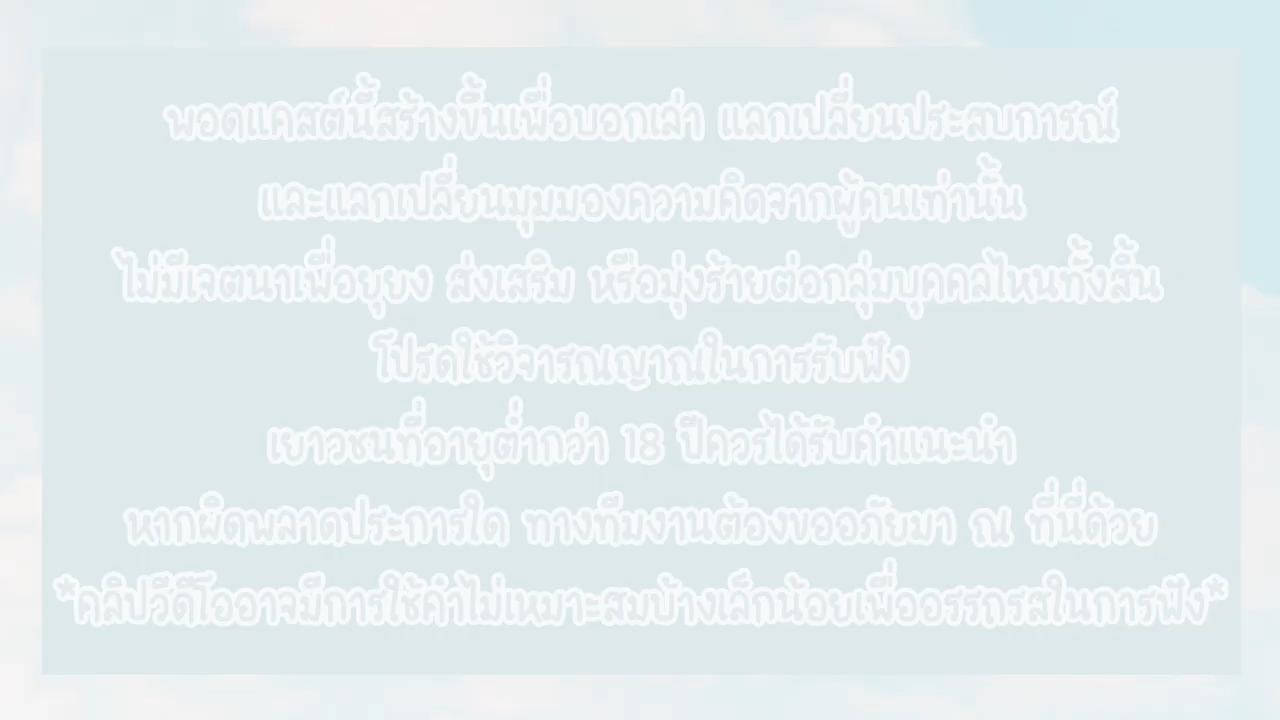 พอดแคสต์นี้สร้างขึ้นเพื่อบอกเล่า แลกเปลี่ยนประสบการณ์
และแลกเปลี่ยนมุมมองความคิดจากผู้คนเท่านั้น
ไม่มีเจตนาเพื่อยุยง ส่งเสริม หรือมุ่งร้ายต่อกลุ่มบุคคลไหนทั้งสิ้น
โปรดใช้วิจารณญาณในการรับฟัง
เยาวชนที่อายุต่ำกว่า 18 ปีควรได้รับคำแนะนำ
หากผิดพลาดประการใด ทางทีมงานต้องขออภัยมา ณ ที่นี่ด้วย
*คลิปวีดีโออาจมีการใช้คำไม่เหมาะสมบ้างเล็กน้อยเพื่ออรรถรสในการฟัง*